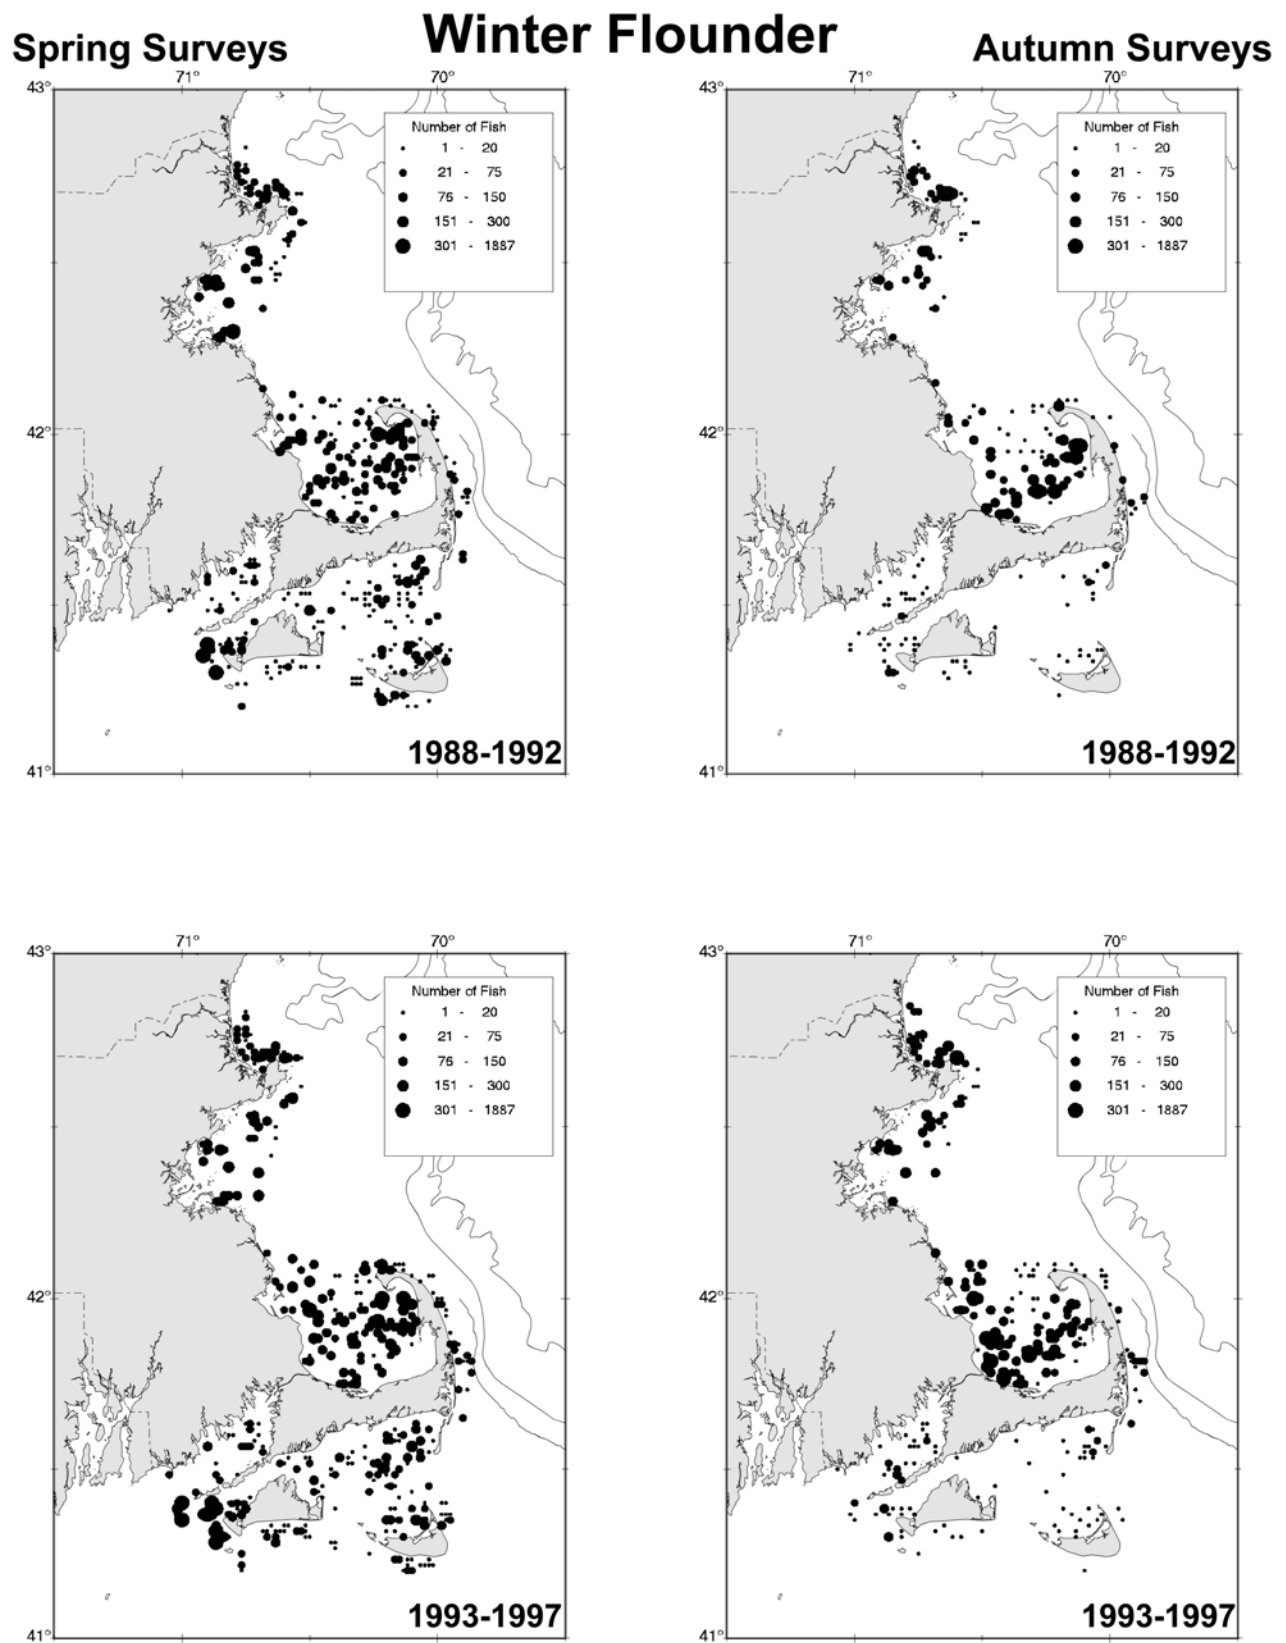 Winter Flounder
Spring Surveys
Autumn Surveys
71° 70°
43°
Number of Fish
1 - 20
21 - 75
76 - 150
151 - 300
301 - 1887
42°
1988-1992
41°
71° 70°
43°
Number of Fish
1 - 20
21 - 75
76 - 150
151 - 300
301 - 1887
42°
1988-1992
41°
71° 70°
43°
Number of Fish
1 - 20
21 - 75
76 - 150
151 - 300
301 - 1887
42°
1993-1997
41°
71° 70°
43°
Number of Fish
1 - 20
21 - 75
76 - 150
151 - 300
301 - 1887
42°
1993-1997
41°